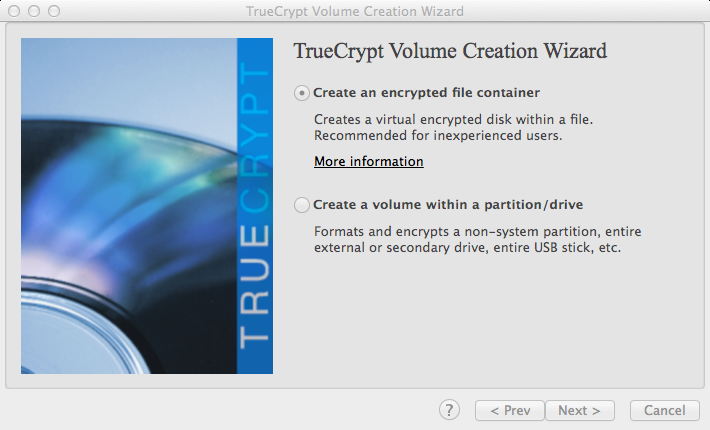 TrueCrypt Volume Creation Wizard
TrueCrypt Volume Creation Wizard
Create an encrypted file container
Creates a virtual encrypted disk within a file.
Recommended for inexperienced users.
More information
Create a volume within a partition/drive
Formats and encrypts a non-system partition, entire
external or secondary drive, entire USB stick, etc.
TRUECRYPT
?
< Prev
Next >
Cancel